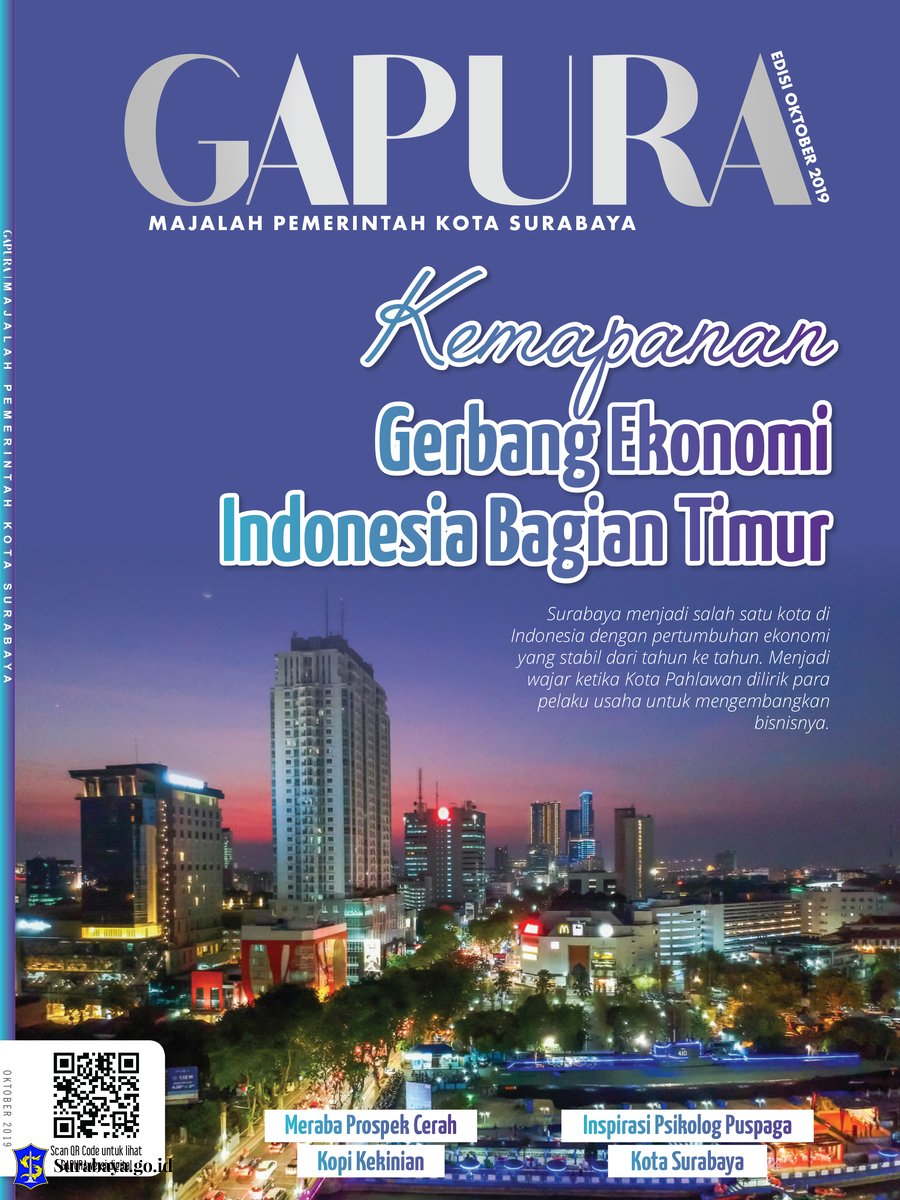 GAPURA
EDISI OKTOBER 2019
MAJALAH PEMERINTAH KOTA SURABAYA
Kemapanan
Gerbang Ekonomi
Indonesia Bagian Timur
Surabaya menjadi salah satu kota di
Indonesia dengan pertumbuhan ekonomi
yang stabil dari tahun ke tahun. Menjadi
wajar ketika Kota Pahlawan dilirik para
pelaku usaha untuk mengembangkan
bisnisnya.
GAPURA | MAJALAH PEMERINTAH KOTA SURABAYA
OKTOBER 2019
410
Meraba Prospek Cerah
Kopi Kekinian
Inspirasi Psikolog Puspaga
Kota Surabaya
Scan QR Code untuk lihat
Surabaya.go.id